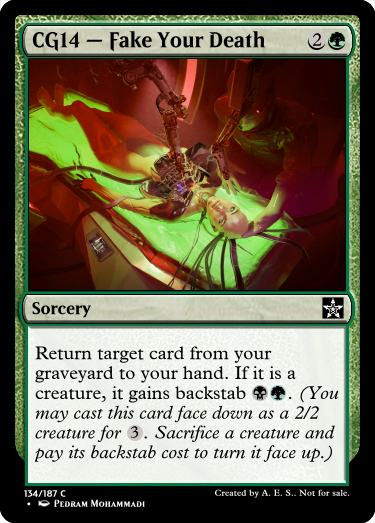 CG14 — Fake Your Death 2
Sorcery
Return target card from your
graveyard to your hand. If it is a
creature, it gains backstab. (You
may cast this card face down as a 2/2
creature for 3. Sacrifice a creature and
pay its backstab cost to turn it face up.)
134/187 C
Created by A. E. S.. Not for sale.
• Pedram Mohammadi